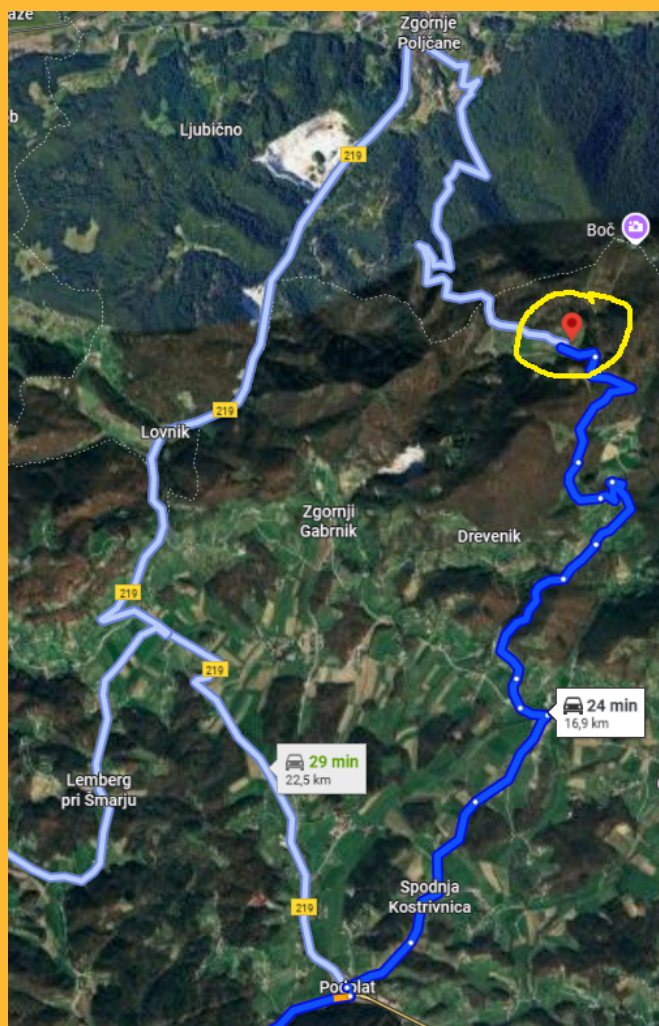 Zgornje
Poljčane
Ljubično
219
Boč
219
Lovnik
Zgornji
Gabrnik
Drevenik
219
219
24 min
16,9 km
29 min
22,5 km
Lemberg
pri Šmarju
Spodnja
Kostrivnica
219
Podplat